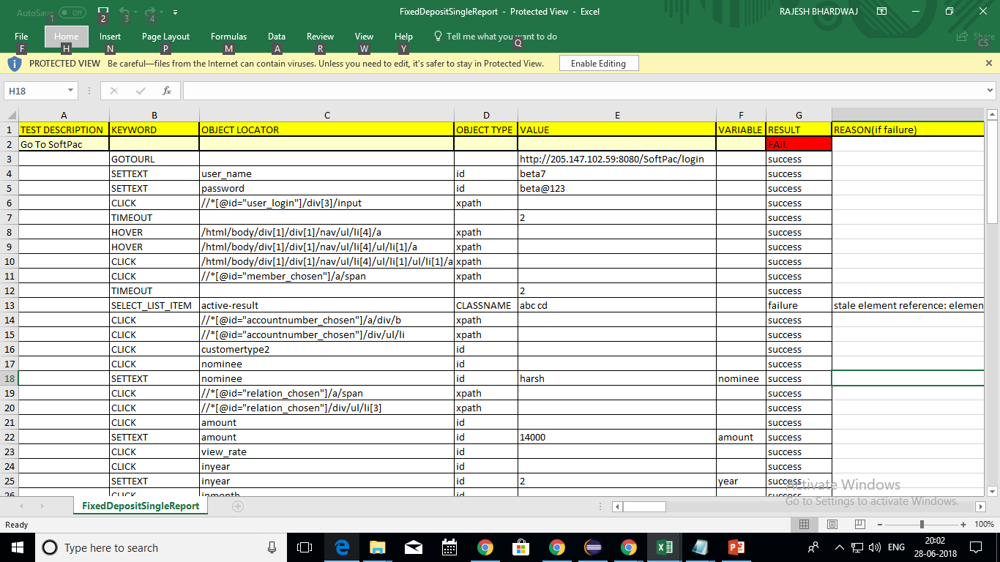 AutoSave Off
1 2 3 4
FixedDepositSingleReport - Protected View - Excel
RAJESH BHARDWAJ
File Home Insert Page Layout Formulas Data Review View Help Tell me what you want to do Share
F H N P M A R W Y Q CS
PROTECTED VIEW Be careful—files from the Internet can contain viruses. Unless you need to edit, it's safer to stay in Protected View. Enable Editing
H18 fx
A B C D E F G
1 TEST DESCRIPTION KEYWORD OBJECT LOCATOR OBJECT TYPE VALUE VARIABLE RESULT REASON(if failure)
2 Go To SoftPac FAIL
3 GOTOURL http://205.147.102.59:8080/SoftPac/login success
4 SETTEXT user_name id beta7 success
5 SETTEXT password id beta@123 success
6 CLICK //*[@id="user_login"]/div[3]/input xpath success
7 TIMEOUT 2 success
8 HOVER /html/body/div[1]/div[1]/nav/ul/li[4]/a xpath success
9 HOVER /html/body/div[1]/div[1]/nav/ul/li[4]/ul/li[1]/a xpath success
10 CLICK /html/body/div[1]/div[1]/nav/ul/li[4]/ul/li[1]/ul/li[1]/a xpath success
11 CLICK //*[@id="member_chosen"]/a/span xpath success
12 TIMEOUT 2 success
13 SELECT_LIST_ITEM active-result CLASSNAME abc cd failure stale element reference: elemen
14 CLICK //*[@id="accountnumber_chosen"]/a/div/b xpath success
15 CLICK //*[@id="accountnumber_chosen"]/div/ul/li xpath success
16 CLICK customertype2 id success
17 CLICK nominee id success
18 SETTEXT nominee id harsh nominee success
19 CLICK //*[@id="relation_chosen"]/a/span xpath success
20 CLICK //*[@id="relation_chosen"]/div/ul/li[3] xpath success
21 CLICK amount id success
22 SETTEXT amount id 14000 amount success
23 CLICK view_rate id success
24 CLICK inyear id success
25 SETTEXT inyear id 2 year success
26 CLICK inmonth id success
Activate Windows
Go to Settings to activate Windows.
FixedDepositSingleReport
Ready 100%
Type here to search
ENG
20:02
28-06-2018